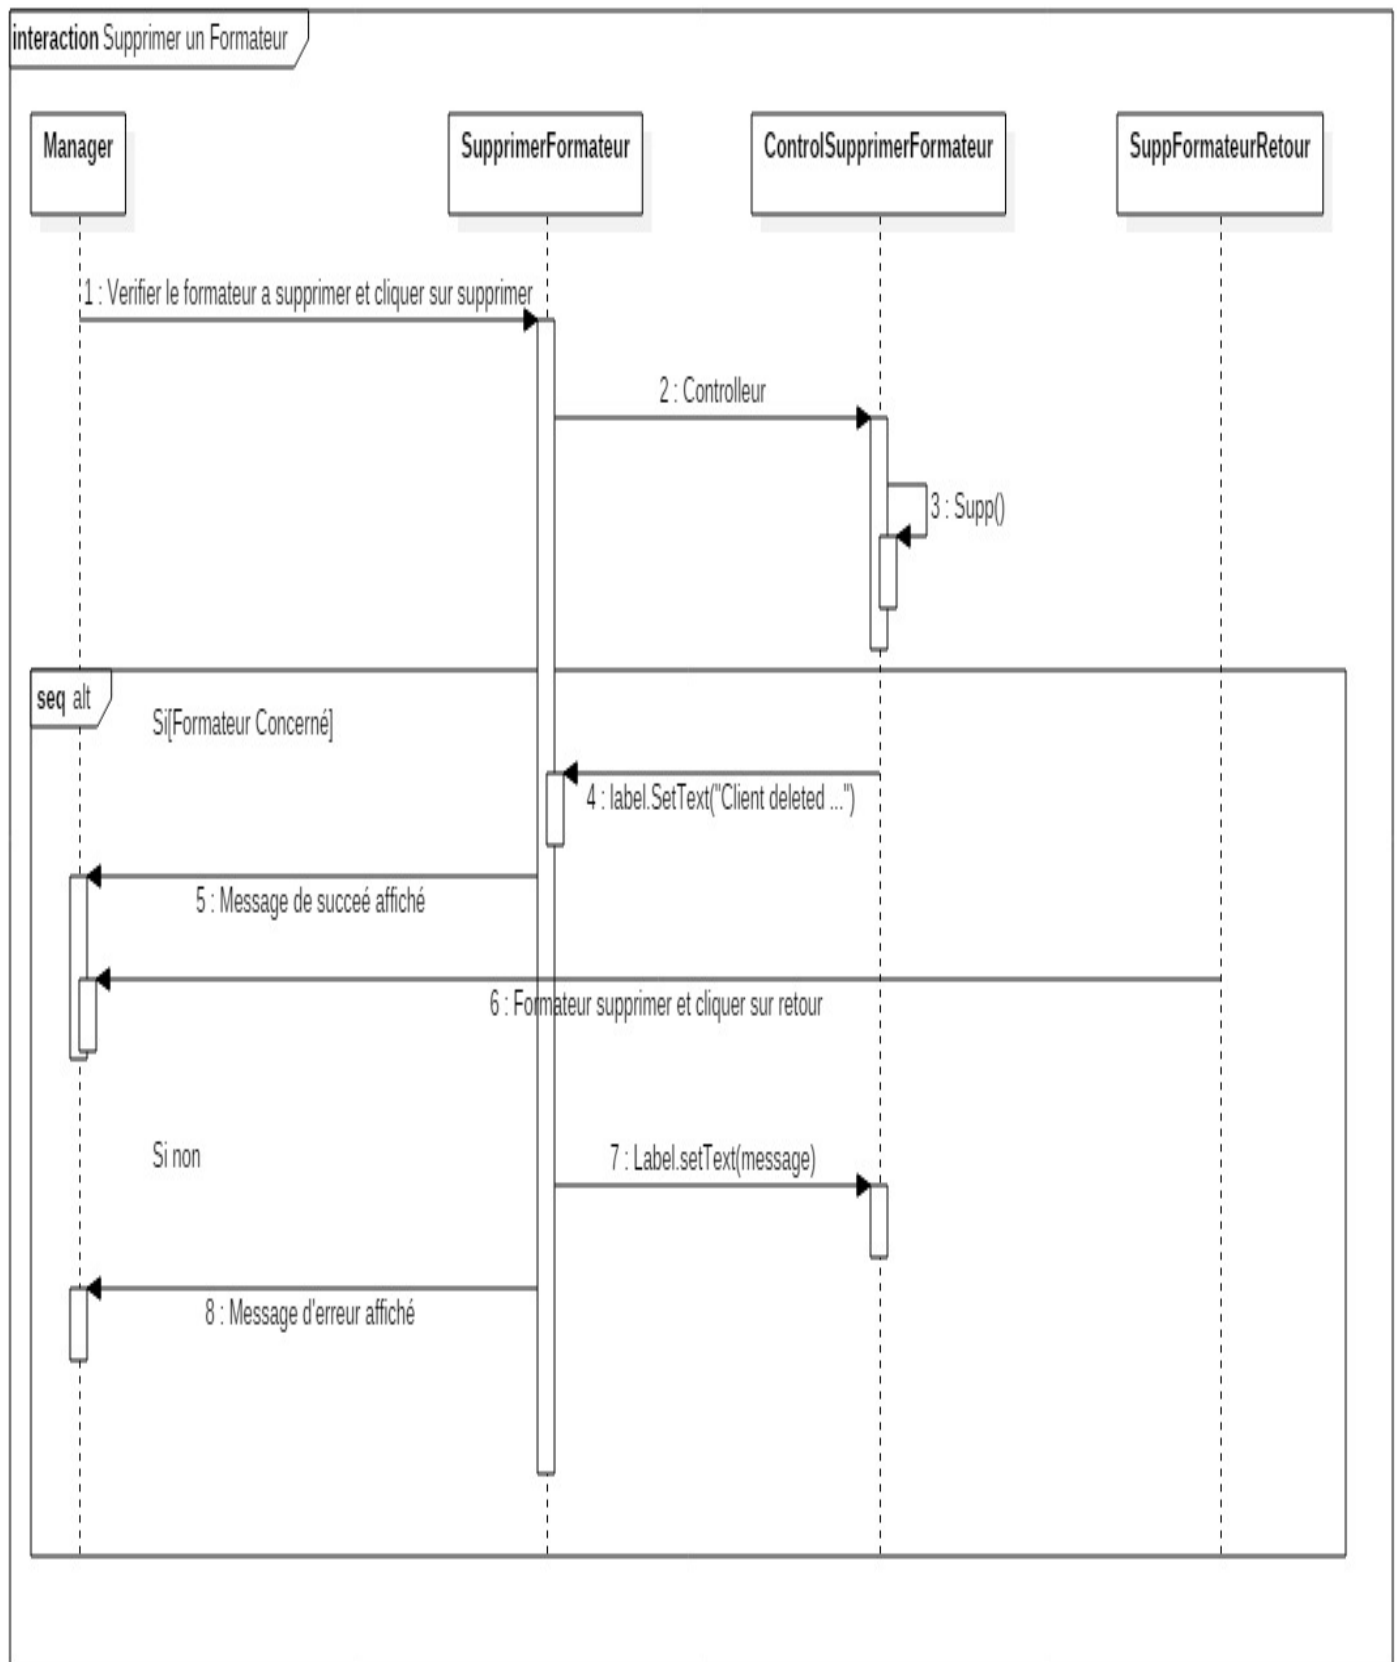 interaction Supprimer un Formateur
Manager
SupprimerFormateur
ControlSupprimerFormateur
SuppFormateurRetour
1 : Verifier le formateur a supprimer et cliquer sur supprimer
2 : Controlleur
3 : Supp()
seq alt
Si[Formateur Concerné]
4 : label.SetText("Client deleted ...")
5 : Message de succeé affiché
6 : Formateur supprimer et cliquer sur retour
Si non
7 : Label.setText(message)
8 : Message d'erreur affiché